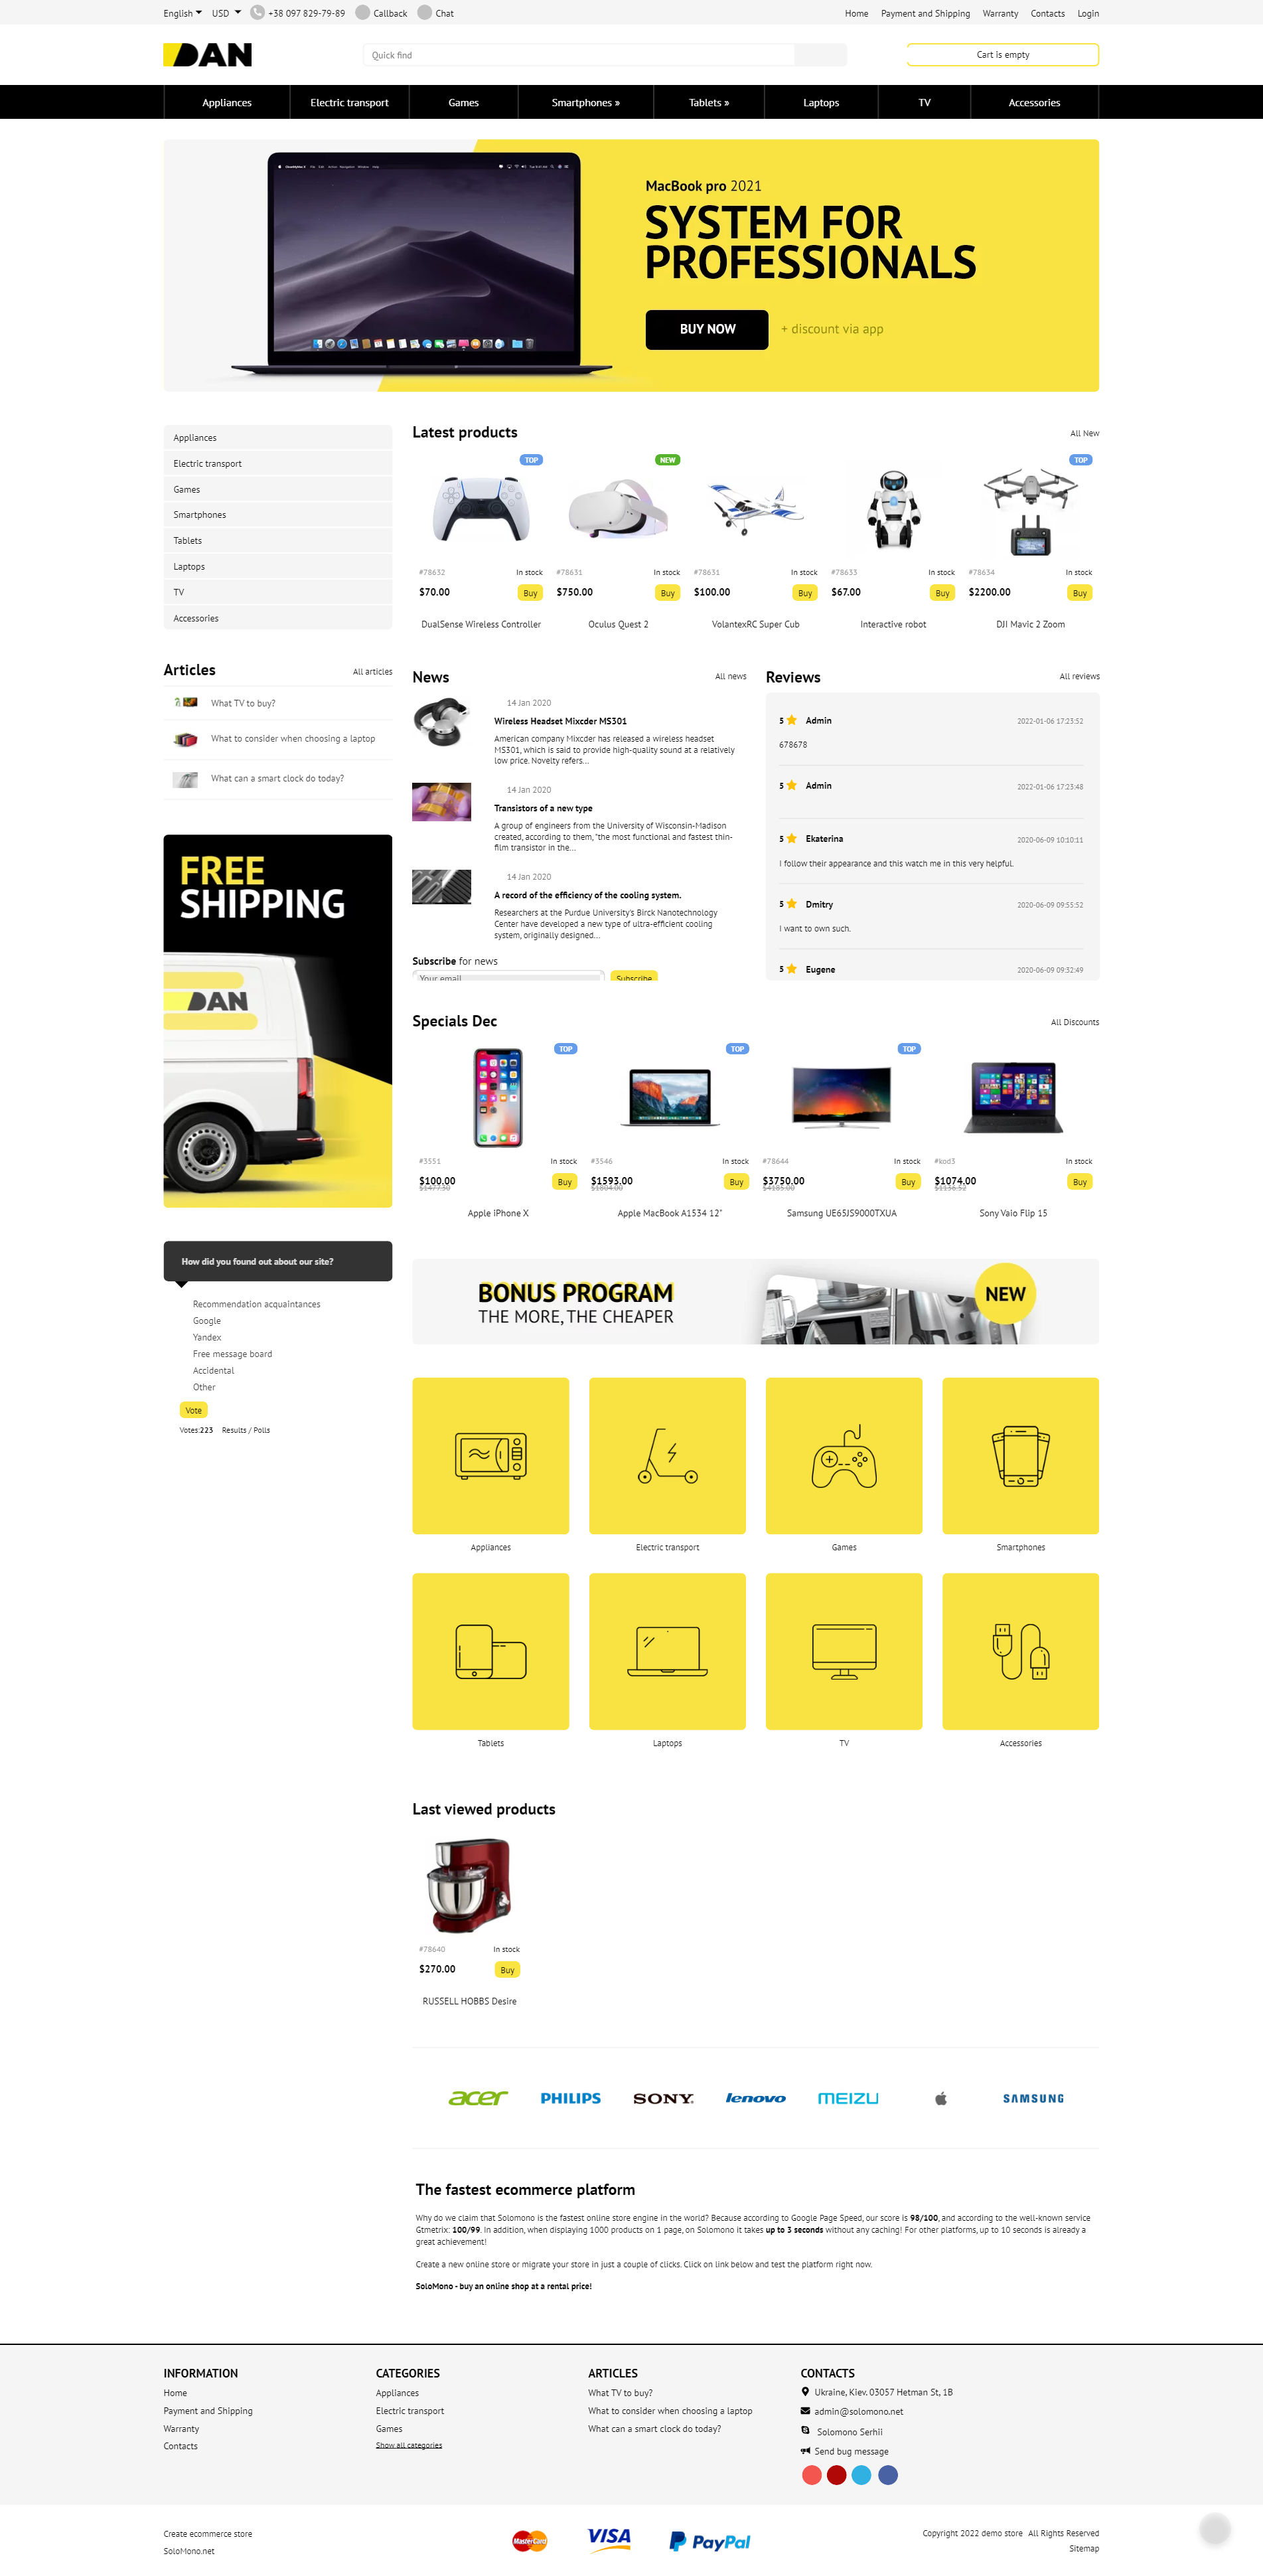 English USD +38 097 829-79-89 Callback Chat
Home Payment and Shipping Warranty Contacts Login
DAN
Quick find
Cart is empty
Appliances Electric transport Games Smartphones » Tablets » Laptops TV Accessories
MacBook pro 2021
SYSTEM FOR
PROFESSIONALS
BUY NOW + discount via app
Appliances
Electric transport
Games
Smartphones
Tablets
Laptops
TV
Accessories
Latest products All New
TOP NEW TOP
#78632 In stock #78631 In stock #78631 In stock #78633 In stock #78634 In stock
$70.00 Buy $750.00 Buy $100.00 Buy $67.00 Buy $2200.00 Buy
DualSense Wireless Controller Oculus Quest 2 VolantexRC Super Cub Interactive robot DJI Mavic 2 Zoom
Articles All articles
What TV to buy?
What to consider when choosing a laptop
What can a smart clock do today?
News All news
14 Jan 2020
Wireless Headset Mixcder MS301
American company Mixcder has released a wireless headset
MS301, which is said to provide high-quality sound at a relatively
low price. Novelty refers...
14 Jan 2020
Transistors of a new type
A group of engineers from the University of Wisconsin-Madison
created, according to them, "the most functional and fastest thin-
film transistor in the...
14 Jan 2020
A record of the efficiency of the cooling system.
Researchers at the Purdue University's Birck Nanotechnology
Center have developed a new type of ultra-efficient cooling
system, originally designed...
Subscribe for news
Your email Subscribe
Reviews All reviews
5 Admin 2022-01-06 17:23:52
678678
5 Admin 2022-01-06 17:23:48
5 Ekaterina 2020-06-09 10:10:11
I follow their appearance and this watch me in this very helpful.
5 Dmitry 2020-06-09 09:55:52
I want to own such.
5 Eugene 2020-06-09 09:32:49
FREE
SHIPPING
DAN
Specials Dec All Discounts
TOP TOP TOP
#3551 In stock #3546 In stock #78644 In stock #kod3 In stock
$100.00 Buy $1593.00 Buy $3750.00 Buy $1074.00 Buy
$1477.30 $1804.00 $4185.00 $1136.52
Apple iPhone X Apple MacBook A1534 12" Samsung UE65JS9000TXUA Sony Vaio Flip 15
How did you found out about our site?
Recommendation acquaintances
Google
Yandex
Free message board
Accidental
Other
Vote
Votes:223 Results / Polls
BONUS PROGRAM
THE MORE, THE CHEAPER
NEW
Appliances Electric transport Games Smartphones
Tablets Laptops TV Accessories
Last viewed products
#78640 In stock
$270.00 Buy
RUSSELL HOBBS Desire
acer PHILIPS SONY lenovo MEIZU SAMSUNG
The fastest ecommerce platform
Why do we claim that Solomono is the fastest online store engine in the world? Because according to Google Page Speed, our score is 98/100, and according to the well-known service
Gtmetrix: 100/99. In addition, when displaying 1000 products on 1 page, on Solomono it takes up to 3 seconds without any caching! For other platforms, up to 10 seconds is already a
great achievement!
Create a new online store or migrate your store in just a couple of clicks. Click on link below and test the platform right now.
SoloMono - buy an online shop at a rental price!
INFORMATION
Home
Payment and Shipping
Warranty
Contacts
CATEGORIES
Appliances
Electric transport
Games
Show all categories
ARTICLES
What TV to buy?
What to consider when choosing a laptop
What can a smart clock do today?
CONTACTS
Ukraine, Kiev. 03057 Hetman St, 1B
admin@solomono.net
Solomono Serhii
Send bug message
Create ecommerce store
SoloMono.net
MasterCard VISA PayPal
Copyright 2022 demo store All Rights Reserved
Sitemap